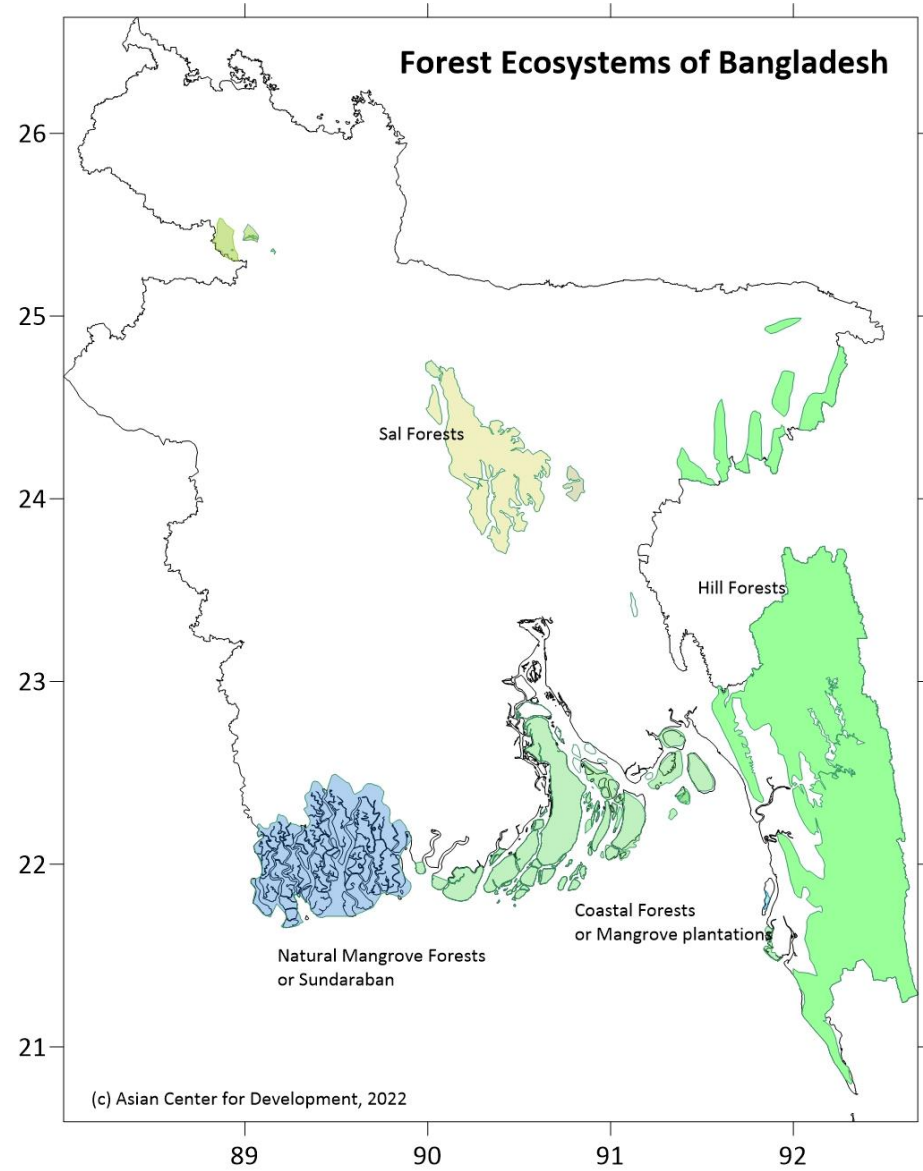 Forest Ecosystems of Bangladesh
26
25
Sal Forests
24
Hill Forests
23
22
Coastal Forests
or Mangrove plantations
Natural Mangrove Forests
or Sundaraban
21
(c) Asian Center for Development, 2022
89 90 91 92